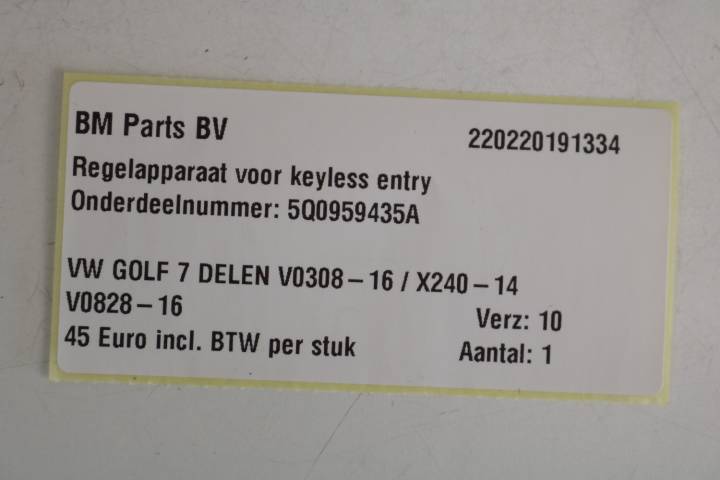 BM Parts BV 220220191334
Regelapparaat voor keyless entry
Onderdeelnummer: 5Q0959435A
VW GOLF 7 DELEN V0308-16 / X240-14
V0828-16 Verz: 10
45 Euro incl. BTW per stuk Aantal: 1